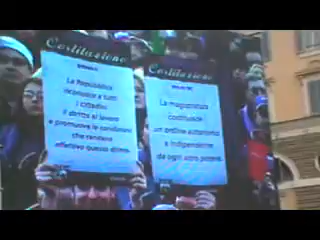 Costituzione
La Repubblica
riconosce a tutti
i cittadini
il diritto al lavoro
e promuove le condizioni
che rendano
effettivo questo diritto.
Costituzione
La magistratura
costituisce
un ordine autonomo
e indipendente
da ogni altro potere.